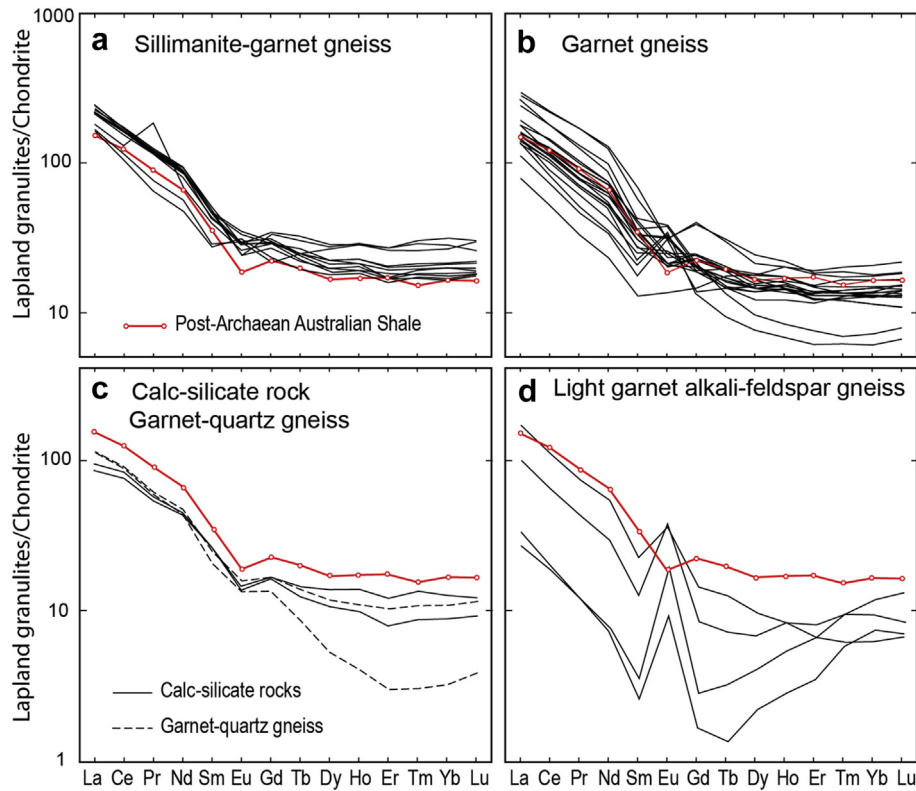 1000
a
Sillimanite-garnet gneiss
b
Garnet gneiss
Lapland granulites/Chondrite
100
10
Post-Archaean Australian Shale
c
Calc-silicate rock
Garnet-quartz gneiss
d
Light garnet alkali-feldspar gneiss
Lapland granulites/Chondrite
100
10
Calc-silicate rocks
Garnet-quartz gneiss
1
La Ce Pr Nd Sm Eu Gd Tb Dy Ho Er Tm Yb Lu
La Ce Pr Nd Sm Eu Gd Tb Dy Ho Er Tm Yb Lu